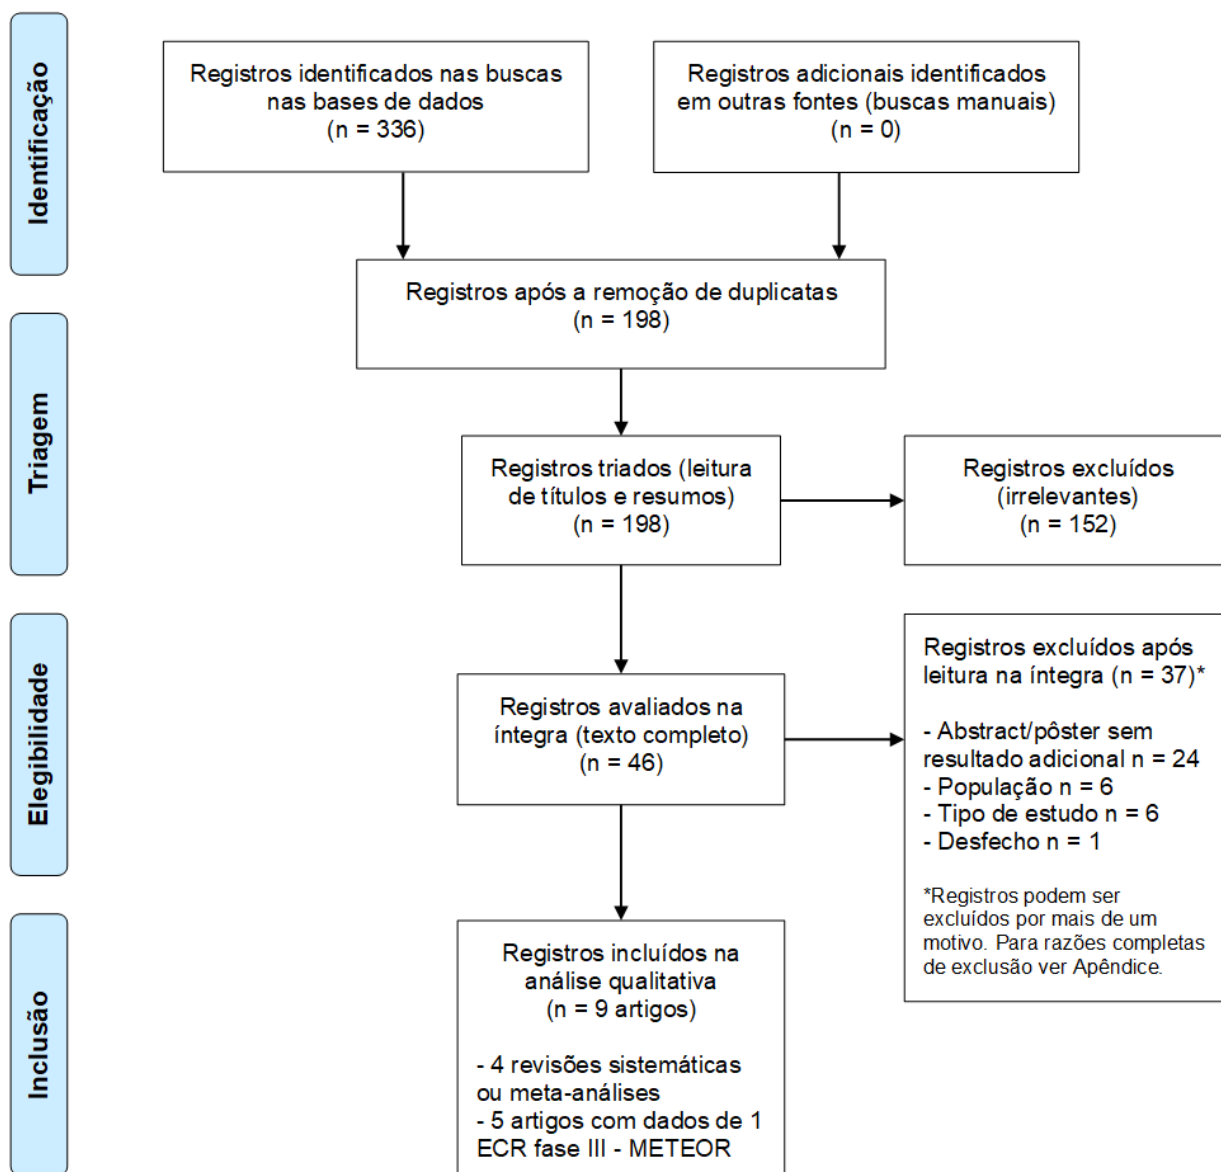 Identificação
Registros identificados nas buscas
nas bases de dados
(n = 336)
Registros adicionais identificados
em outras fontes (buscas manuais)
(n = 0)
Registros após a remoção de duplicatas
(n = 198)
Triagem
Registros triados (leitura
de títulos e resumos)
(n = 198)
Registros excluídos
(irrelevantes)
(n = 152)
Elegibilidade
Registros avaliados na
íntegra (texto completo)
(n = 46)
Registros excluídos após
leitura na íntegra (n = 37)*
- Abstract/pôster sem
resultado adicional n = 24
- População n = 6
- Tipo de estudo n = 6
- Desfecho n = 1
*Registros podem ser
excluídos por mais de um
motivo. Para razões completas
de exclusão ver Apêndice.
Inclusão
Registros incluídos na
análise qualitativa
(n = 9 artigos)
- 4 revisões sistemáticas
ou meta-análises
- 5 artigos com dados de 1
ECR fase III - METEOR